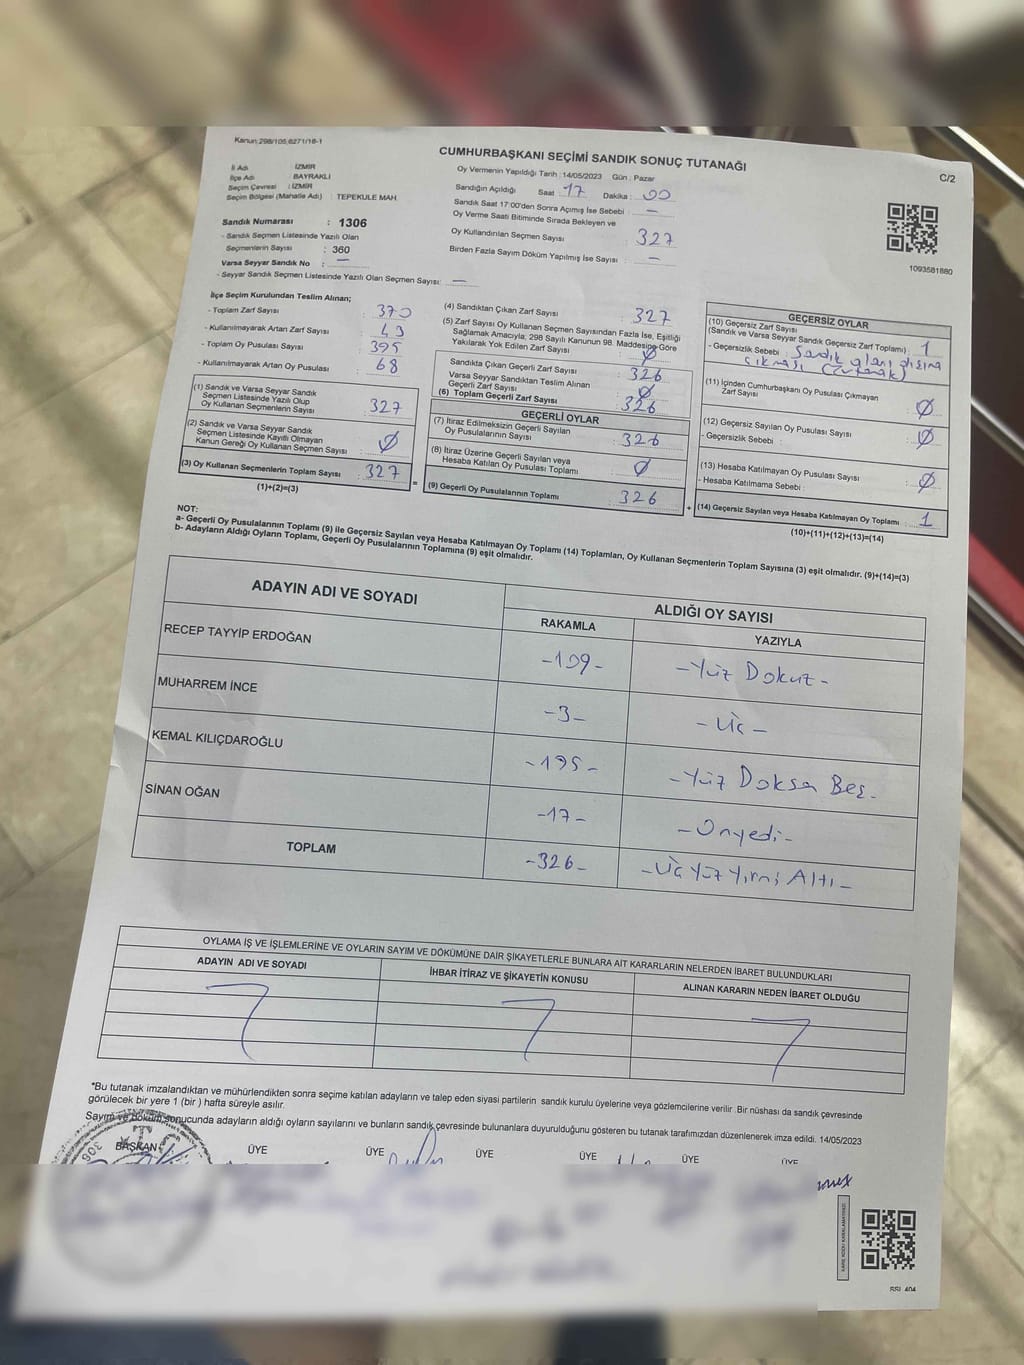 Kanun:298/105,6271/18-1
CUMHURBAŞKANI SEÇİMİ SANDIK SONUÇ TUTANAĞI
C/2
İl Adı : İZMİR
İlçe Adı : BAYRAKLI
Seçim Çevresi : İZMİR
Seçim Bölgesi (Mahalle Adı) : TEPEKULE MAH.
Sandık Numarası : 1306
- Sandık Seçmen Listesinde Yazılı Olan
Seçmenlerin Sayısı : 360
Varsa Seyyar Sandık No : —
- Seyyar Sandık Seçmen Listesinde Yazılı Olan Seçmen Sayısı: —
Oy Vermenin Yapıldığı Tarih :14/05/2023 Gün : Pazar
Sandığın Açıldığı Saat 17 Dakika : 00
Sandık Saat 17:00'den Sonra Açımış İse Sebebi : —
Oy Verme Saati Bitiminde Sırada Bekleyen ve
Oy Kullandırılan Seçmen Sayısı : 327
Birden Fazla Sayım Döküm Yapılmış İse Sayısı : —
1093581880
İlçe Seçim Kurulundan Teslim Alınan;
- Toplam Zarf Sayısı : 370
- Kullanılmayarak Artan Zarf Sayısı : 43
- Toplam Oy Pusulası Sayısı : 395
- Kullanılmayarak Artan Oy Pusulası : 68
(1) Sandık ve Varsa Seyyar Sandık
Seçmen Listesinde Yazılı Olup
Oy Kullanan Seçmenlerin Sayısı : 327
(2) Sandık ve Varsa Seyyar Sandık
Seçmen Listesinde Kayıtlı Olmayan
Kanun Gereği Oy Kullanan Seçmen Sayısı : Ø
(3) Oy Kullanan Seçmenlerin Toplam Sayısı : 327
(1)+(2)=(3)
(4) Sandıktan Çıkan Zarf Sayısı : 327
(5) Zarf Sayısı Oy Kullanan Seçmen Sayısından Fazla İse, Eşitliği
Sağlamak Amacıyla; 298 Sayılı Kanunun 98. Maddesine Göre
Yakılarak Yok Edilen Zarf Sayısı : Ø
Sandıkta Çıkan Geçerli Zarf Sayısı : 326
Varsa Seyyar Sandıktan Teslim Alınan
Geçerli Zarf Sayısı : Ø
(6) Toplam Geçerli Zarf Sayısı : 326
GEÇERLİ OYLAR
(7) İtiraz Edilmeksizin Geçerli Sayılan
Oy Pusulalarının Sayısı : 326
(8) İtiraz Üzerine Geçerli Sayılan veya
Hesaba Katılan Oy Pusulası Toplamı : Ø
= (9) Geçerli Oy Pusulalarının Toplamı : 326
GEÇERSİZ OYLAR
(10) Geçersiz Zarf Sayısı
(Sandık ve Varsa Seyyar Sandık Geçersiz Zarf Toplamı) : 1
- Geçersizlik Sebebi : Sandık alanı dışına
çıkması (Tutanak)
(11) İçinden Cumhurbaşkanı Oy Pusulası Çıkmayan
Zarf Sayısı : Ø
(12) Geçersiz Sayılan Oy Pusulası Sayısı : Ø
- Geçersizlik Sebebi :
(13) Hesaba Katılmayan Oy Pusulası Sayısı : Ø
- Hesaba Katılmama Sebebi :
+ (14) Geçersiz Sayılan veya Hesaba Katılmayan Oy Toplamı : 1
(10)+(11)+(12)+(13)=(14)
NOT:
a- Geçerli Oy Pusulalarının Toplamı (9) ile Geçersiz Sayılan veya Hesaba Katılmayan Oy Toplamı (14) Toplamları, Oy Kullanan Seçmenlerin Toplam Sayısına (3) eşit olmalıdır. (9)+(14)=(3)
b- Adayların Aldığı Oyların Toplamı, Geçerli Oy Pusulalarının Toplamına (9) eşit olmalıdır.
ADAYIN ADI VE SOYADI
ALDIĞI OY SAYISI
RAKAMLA YAZIYLA
RECEP TAYYİP ERDOĞAN -109- -Yüz Dokuz-
MUHARREM İNCE -3- -Üç-
KEMAL KILIÇDAROĞLU -195- -Yüz Doksa Beş-
SİNAN OĞAN -17- -Onyedi-
TOPLAM -326- -Üç Yüz Yirmi Altı-
OYLAMA İŞ VE İŞLEMLERİNE VE OYLARIN SAYIM VE DÖKÜMÜNE DAİR ŞİKAYETLERLE BUNLARA AİT KARARLARIN NELERDEN İBARET BULUNDUKLARI
ADAYIN ADI VE SOYADI
İHBAR İTİRAZ VE ŞİKAYETİN KONUSU
ALINAN KARARIN NEDEN İBARET OLDUĞU
*Bu tutanak imzalandıktan ve mühürlendikten sonra seçime katılan adayların ve talep eden siyasi partilerin sandık kurulu üyelerine veya gözlemcilerine verilir .Bir nüshası da sandık çevresinde
görülecek bir yere 1 (bir ) hafta süreyle asılır.
Sayım ve döküm sonucunda adayların aldığı oyların sayılarını ve bunların sandık çevresinde bulunanlara duyurulduğunu gösteren bu tutanak tarafımızdan düzenlenerek imza edildi. 14/05/2023
BAŞKAN ÜYE ÜYE ÜYE ÜYE ÜYE ÜYE